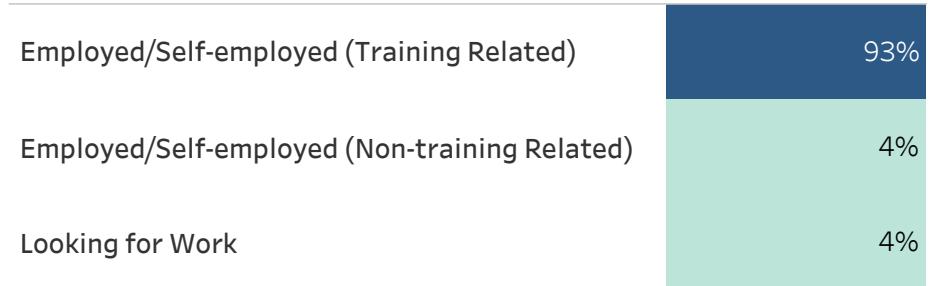 Employed/Self-employed (Training Related) 93%
Employed/Self-employed (Non-training Related) 4%
Looking for Work 4%